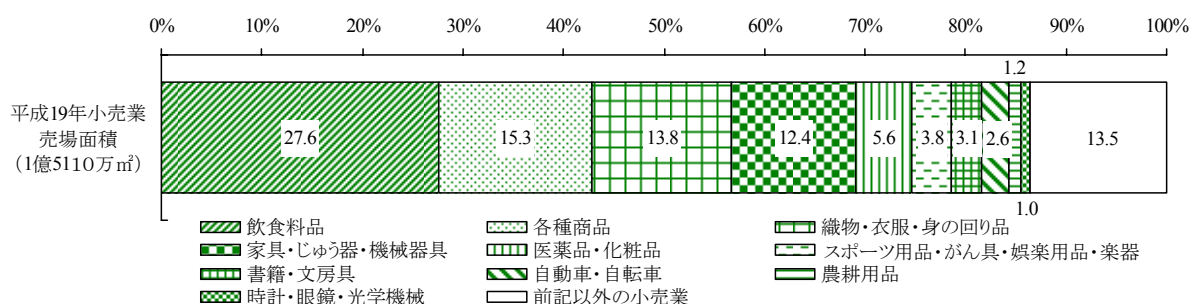 0% 10% 20% 30% 40% 50% 60% 70% 80% 90% 100%
1.2
平成19年小売業
売場面積
（1億5110万㎡）
27.6 15.3 13.8 12.4 5.6 3.8 3.1 2.6 13.5
1.0
飲食料品 各種商品 織物・衣服・身の回り品
家具・じゅう器・機械器具 医薬品・化粧品 スポーツ用品・がん具・娯楽用品・楽器
書籍・文房具 自動車・自転車 農耕用品
時計・眼鏡・光学機械 前記以外の小売業